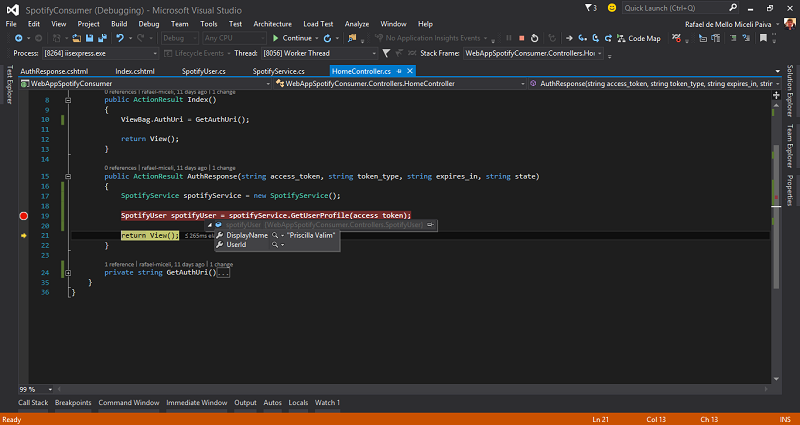 SpotifyConsumer (Debugging) - Microsoft Visual Studio
3
Quick Launch (Ctrl+Q)
File Edit View Project Build Debug Team Tools Test Architecture Load Test Analyze Window Help
Rafael de Mello Miceli Paiva
Debug Any CPU Continue No Application Insights Events Code Map
Process: [8264] iisexpress.exe Lifecycle Events Thread: [8056] Worker Thread Stack Frame: WebAppSpotifyConsumer.Controllers.Ho
AuthResponse.cshtml Index.cshtml SpotifyUser.cs SpotifyService.cs HomeController.cs
WebAppSpotifyConsumer WebAppSpotifyConsumer.Controllers.HomeController AuthResponse(string access_token, string token_type, string expires_in, stri
Test Explorer
Solution Explorer
Team Explorer
Properties
0 references | rafael-miceli, 11 days ago | 1 change
8 public ActionResult Index()
9 {
10 ViewBag.AuthUri = GetAuthUri();
11
12 return View();
13 }
14
0 references | rafael-miceli, 11 days ago | 1 change
15 public ActionResult AuthResponse(string access_token, string token_type, string expires_in, string state)
16 {
17 SpotifyService spotifyService = new SpotifyService();
18
19 SpotifyUser spotifyUser = spotifyService.GetUserProfile(access_token);
20 spotifyUser {WebAppSpotifyConsumer.Controllers.SpotifyUser}
21 return View(); ≤265ms ela
DisplayName "Priscilla Valim"
22 }
UserId
23
1 reference | rafael-miceli, 11 days ago | 1 change
24 private string GetAuthUri()...
35 }
36 }
99 %
Call Stack Breakpoints Command Window Immediate Window Output Autos Locals Watch 1
Ready Ln 21 Col 13 Ch 13 INS